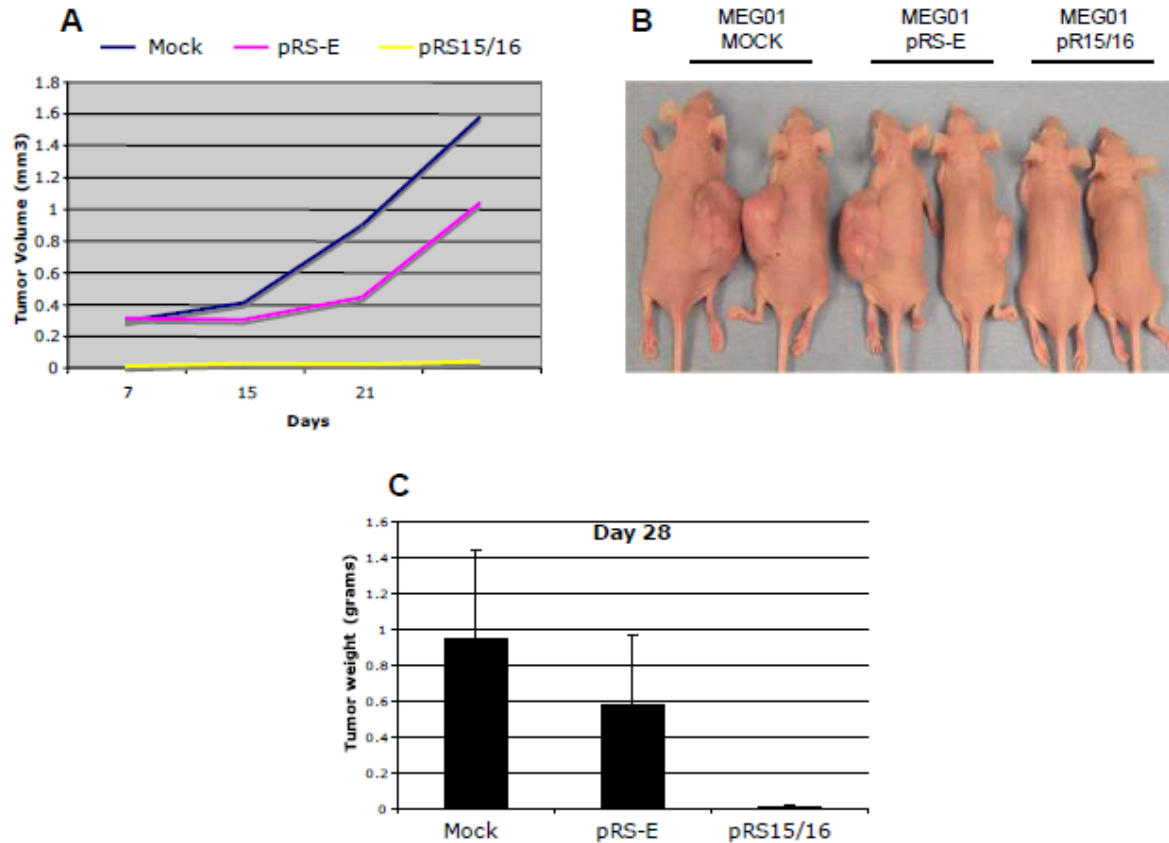 A
Mock pRS-E pRS15/16
1.8
1.6
1.4
1.2
1
0.8
0.6
0.4
0.2
0
Tumor Volume (mm3)
7 15 21
Days
B
MEG01 MEG01 MEG01
MOCK pRS-E pR15/16
C
Day 28
1.6
1.4
1.2
1
0.8
0.6
0.4
0.2
0
Tumor weight (grams)
Mock pRS-E pRS15/16